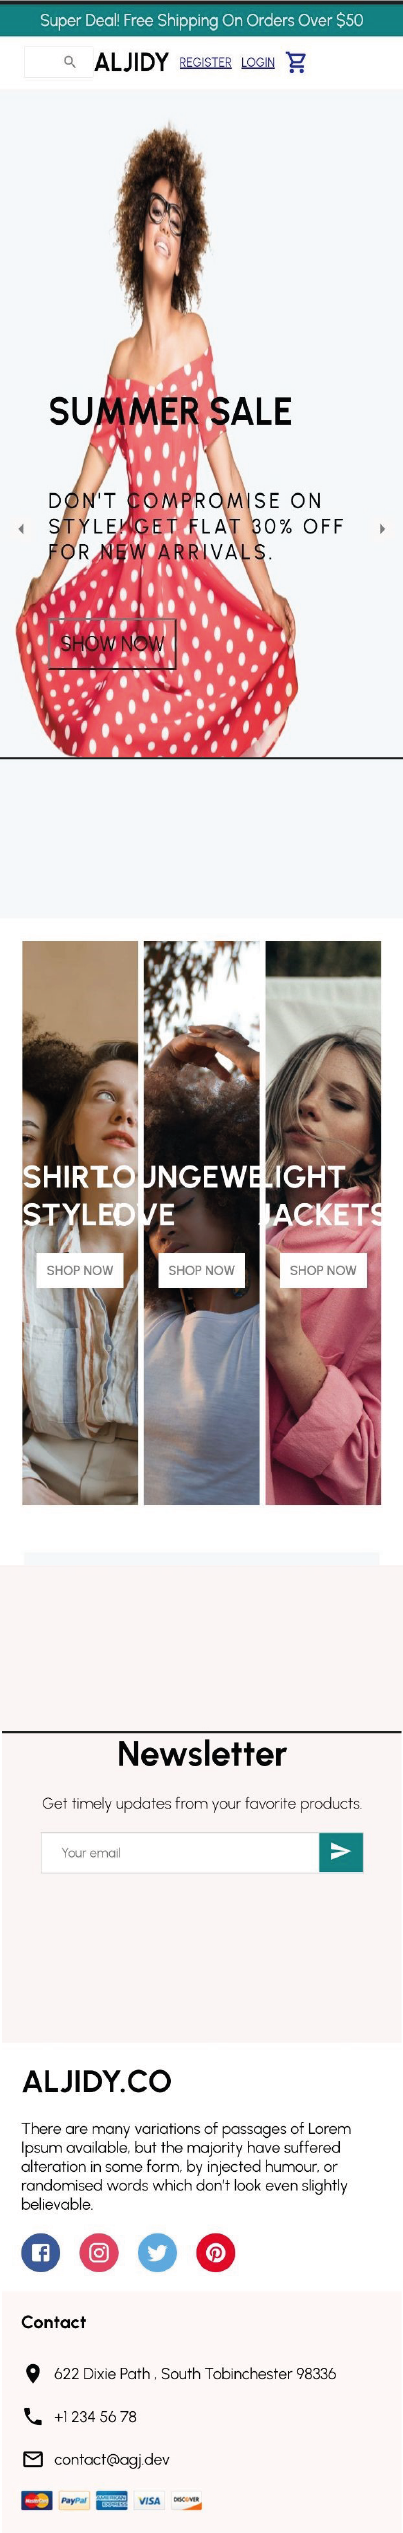 Super Deal! Free Shipping On Orders Over $50
ALJIDY REGISTER LOGIN
SUMMER SALE
DON'T COMPROMISE ON
STYLE! GET FLAT 30% OFF
FOR NEW ARRIVALS.
SHOW NOW
SHIRT LOUNGEWE LIGHT
STYLE LOVE JACKETS
SHOP NOW SHOP NOW SHOP NOW
Newsletter
Get timely updates from your favorite products.
Your email
ALJIDY.CO
There are many variations of passages of Lorem
Ipsum available, but the majority have suffered
alteration in some form, by injected humour, or
randomised words which don't look even slightly
believable.
Contact
622 Dixie Path , South Tobinchester 98336
+1 234 56 78
contact@agj.dev
MasterCard PayPal AMERICAN EXPRESS VISA DISCOVER